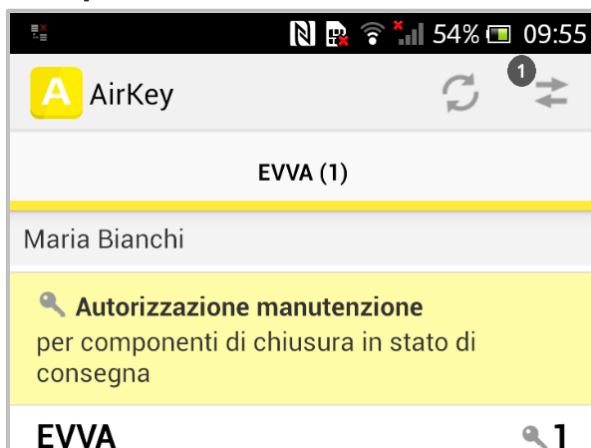 54% 09:55
A AirKey 1
EVVA (1)
Maria Bianchi
Autorizzazione manutenzione
per componenti di chiusura in stato di
consegna
EVVA 1